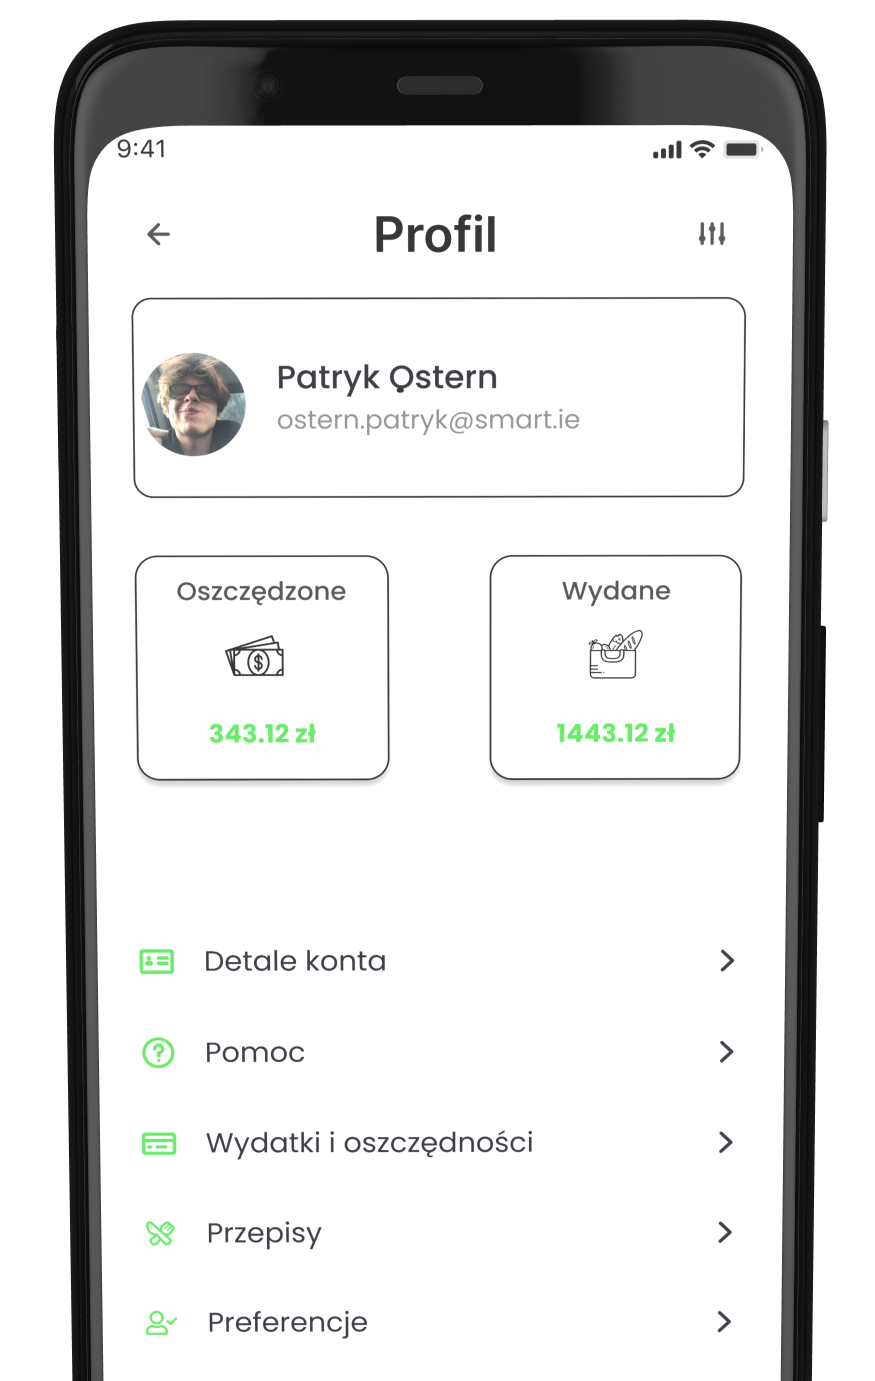 9:41
Profil
Patryk Ostern
ostern.patryk@smart.ie
Oszczędzone
Wydane
$
343.12 zł
1443.12 zł
Detale konta
Pomoc
Wydatki i oszczędności
Przepisy
Preferencje